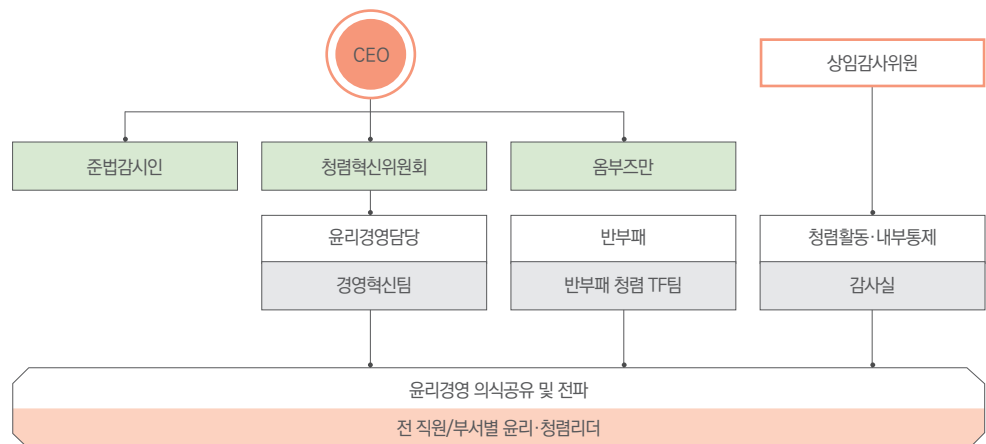 CEO
상임감사위원
준법감시인
청렴혁신위원회
옴부즈만
윤리경영담당
경영혁신팀
반부패
반부패 청렴 TF팀
청렴활동·내부통제
감사실
윤리경영 의식공유 및 전파
전 직원/부서별 윤리·청렴리더